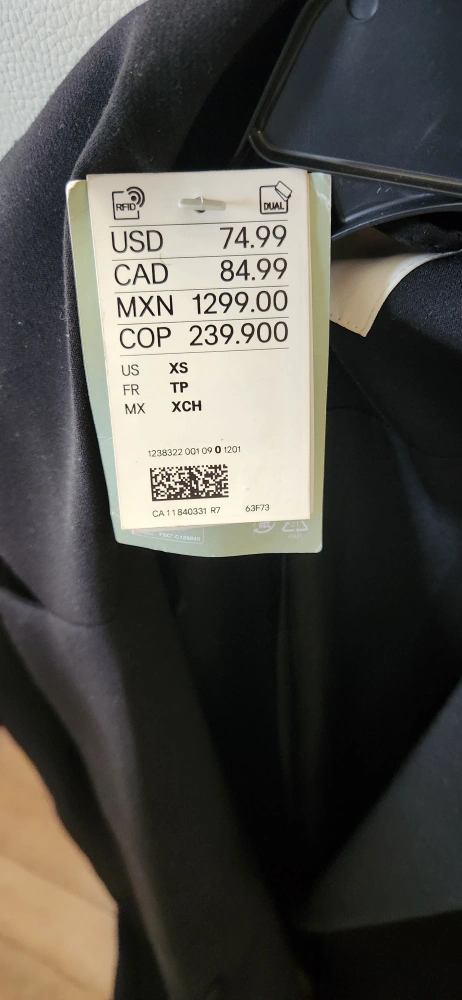 RFID DUAL
USD 74.99
CAD 84.99
MXN 1299.00
COP 239.900
US XS
FR TP
MX XCH
1238322 001 09 0 1201
CA 11 840331 R7 63F73